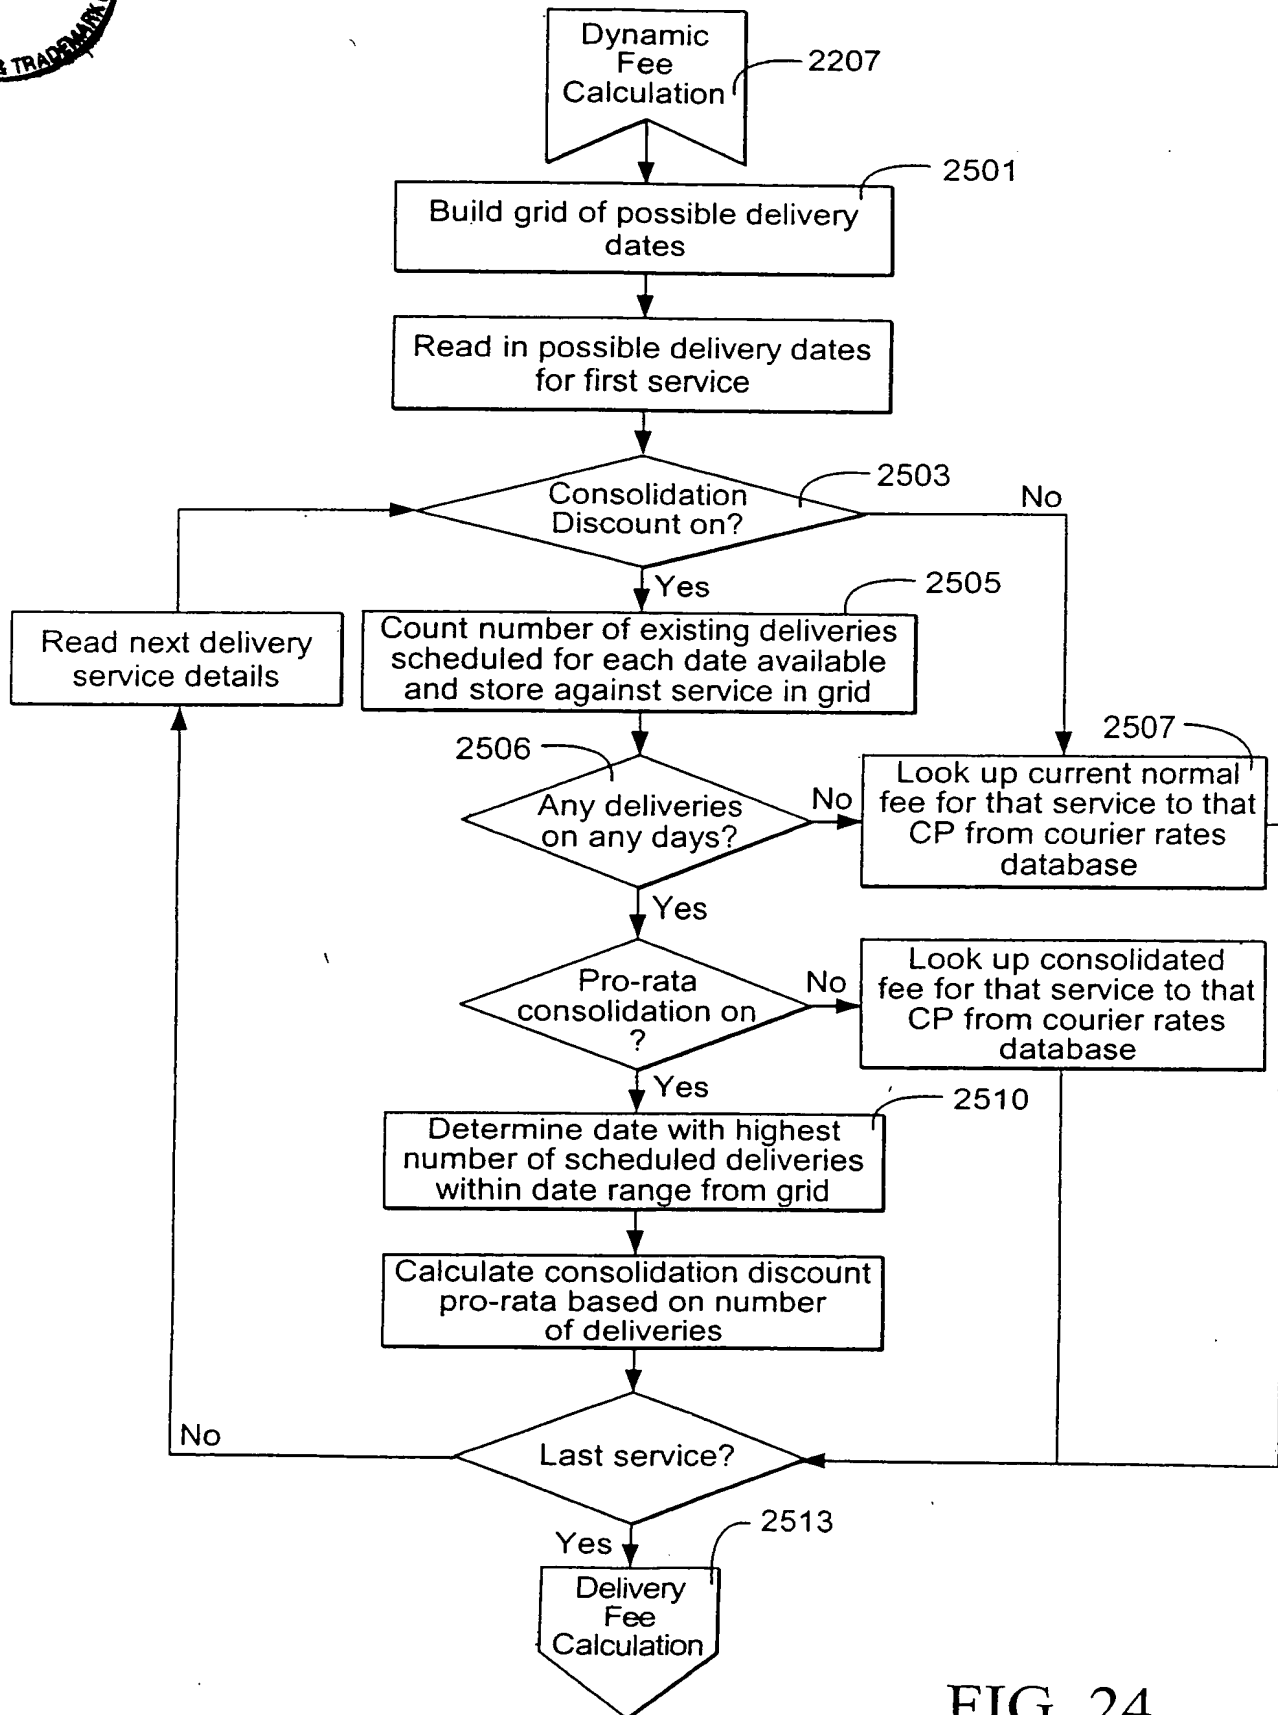 & TRADEMARK
Dynamic
Fee
Calculation
2207
2501
Build grid of possible delivery
dates
Read in possible delivery dates
for first service
2503
Consolidation
Discount on?
No
Yes
2505
Read next delivery
service details
Count number of existing deliveries
scheduled for each date available
and store against service in grid
2506
2507
Any deliveries
on any days?
No
Look up current normal
fee for that service to that
CP from courier rates
database
Yes
Pro-rata
consolidation on
?
No
Look up consolidated
fee for that service to that
CP from courier rates
database
Yes
2510
Determine date with highest
number of scheduled deliveries
within date range from grid
Calculate consolidation discount
pro-rata based on number
of deliveries
No
Last service?
Yes
2513
Delivery
Fee
Calculation
FIG. 24